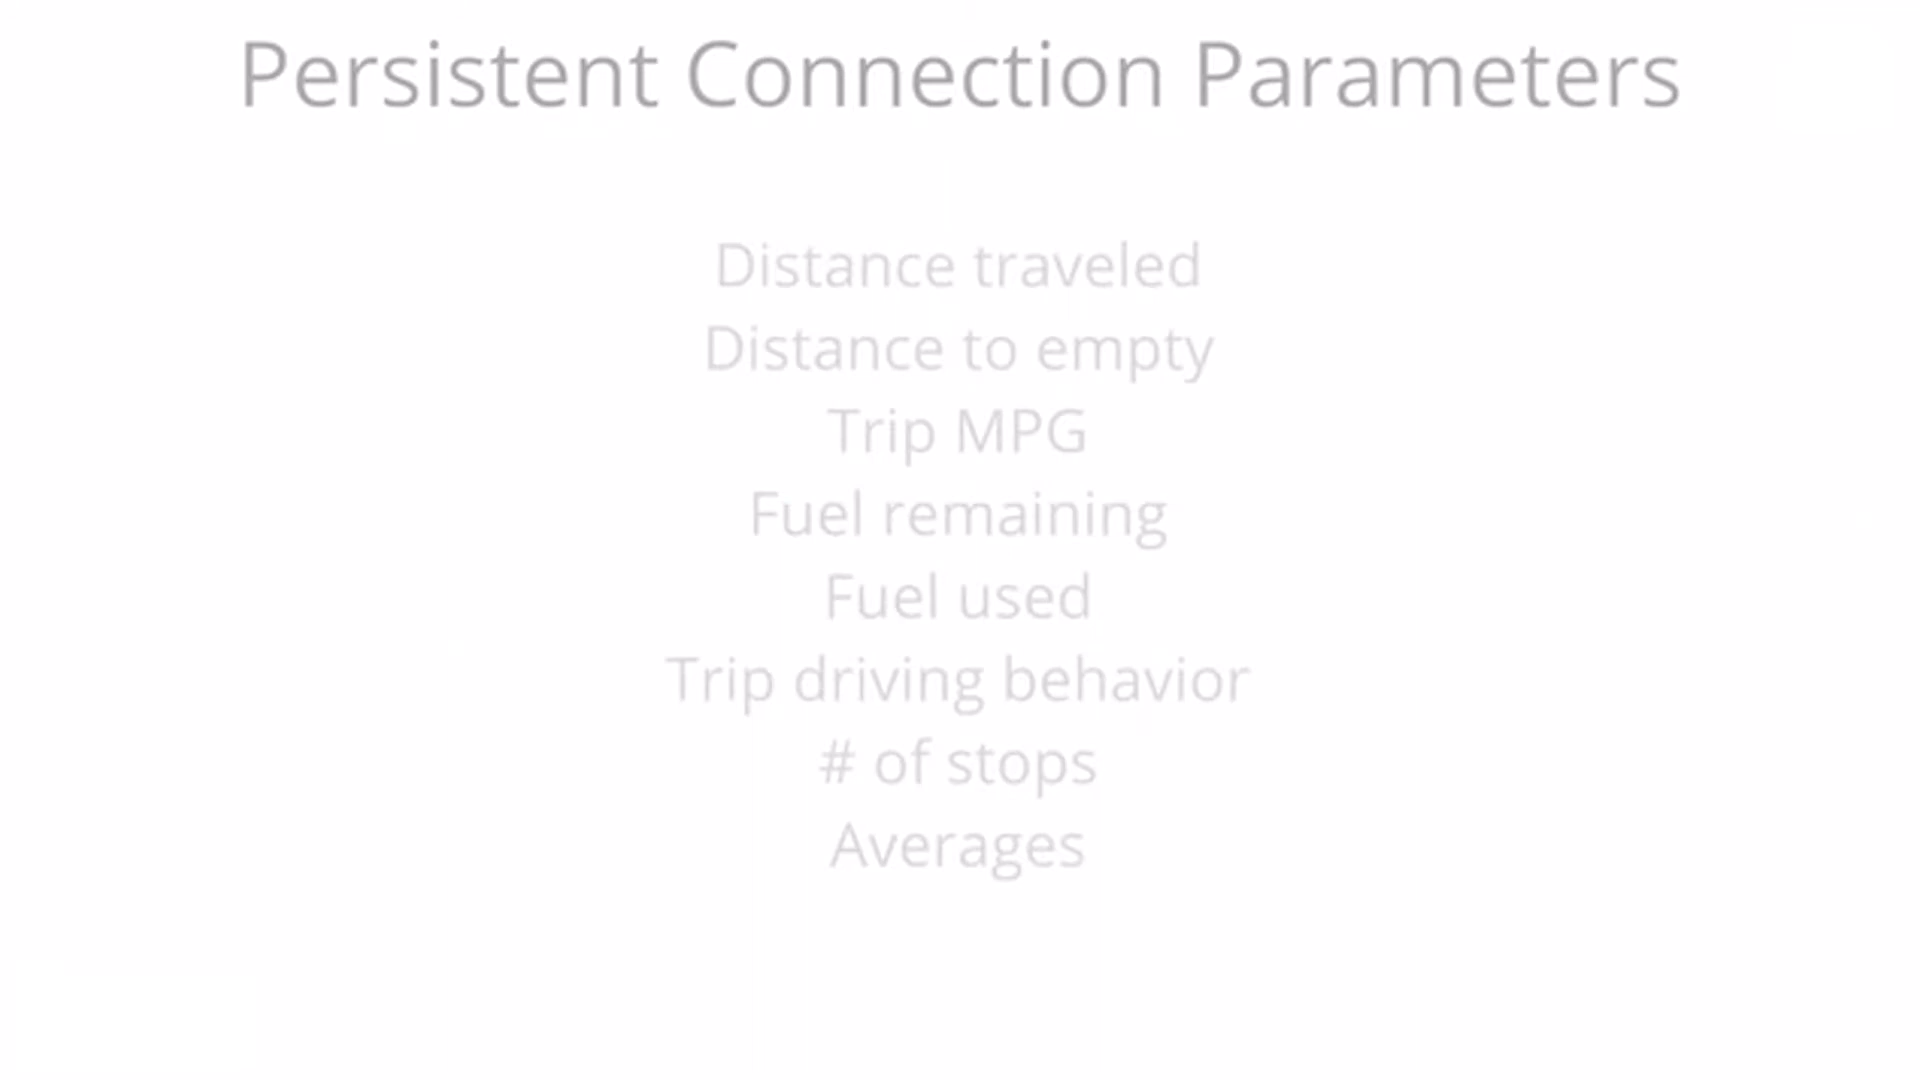 Persistent Connection Parameters
Distance traveled
Distance to empty
Trip MPG
Fuel remaining
Fuel used
Trip driving behavior
# of stops
Averages